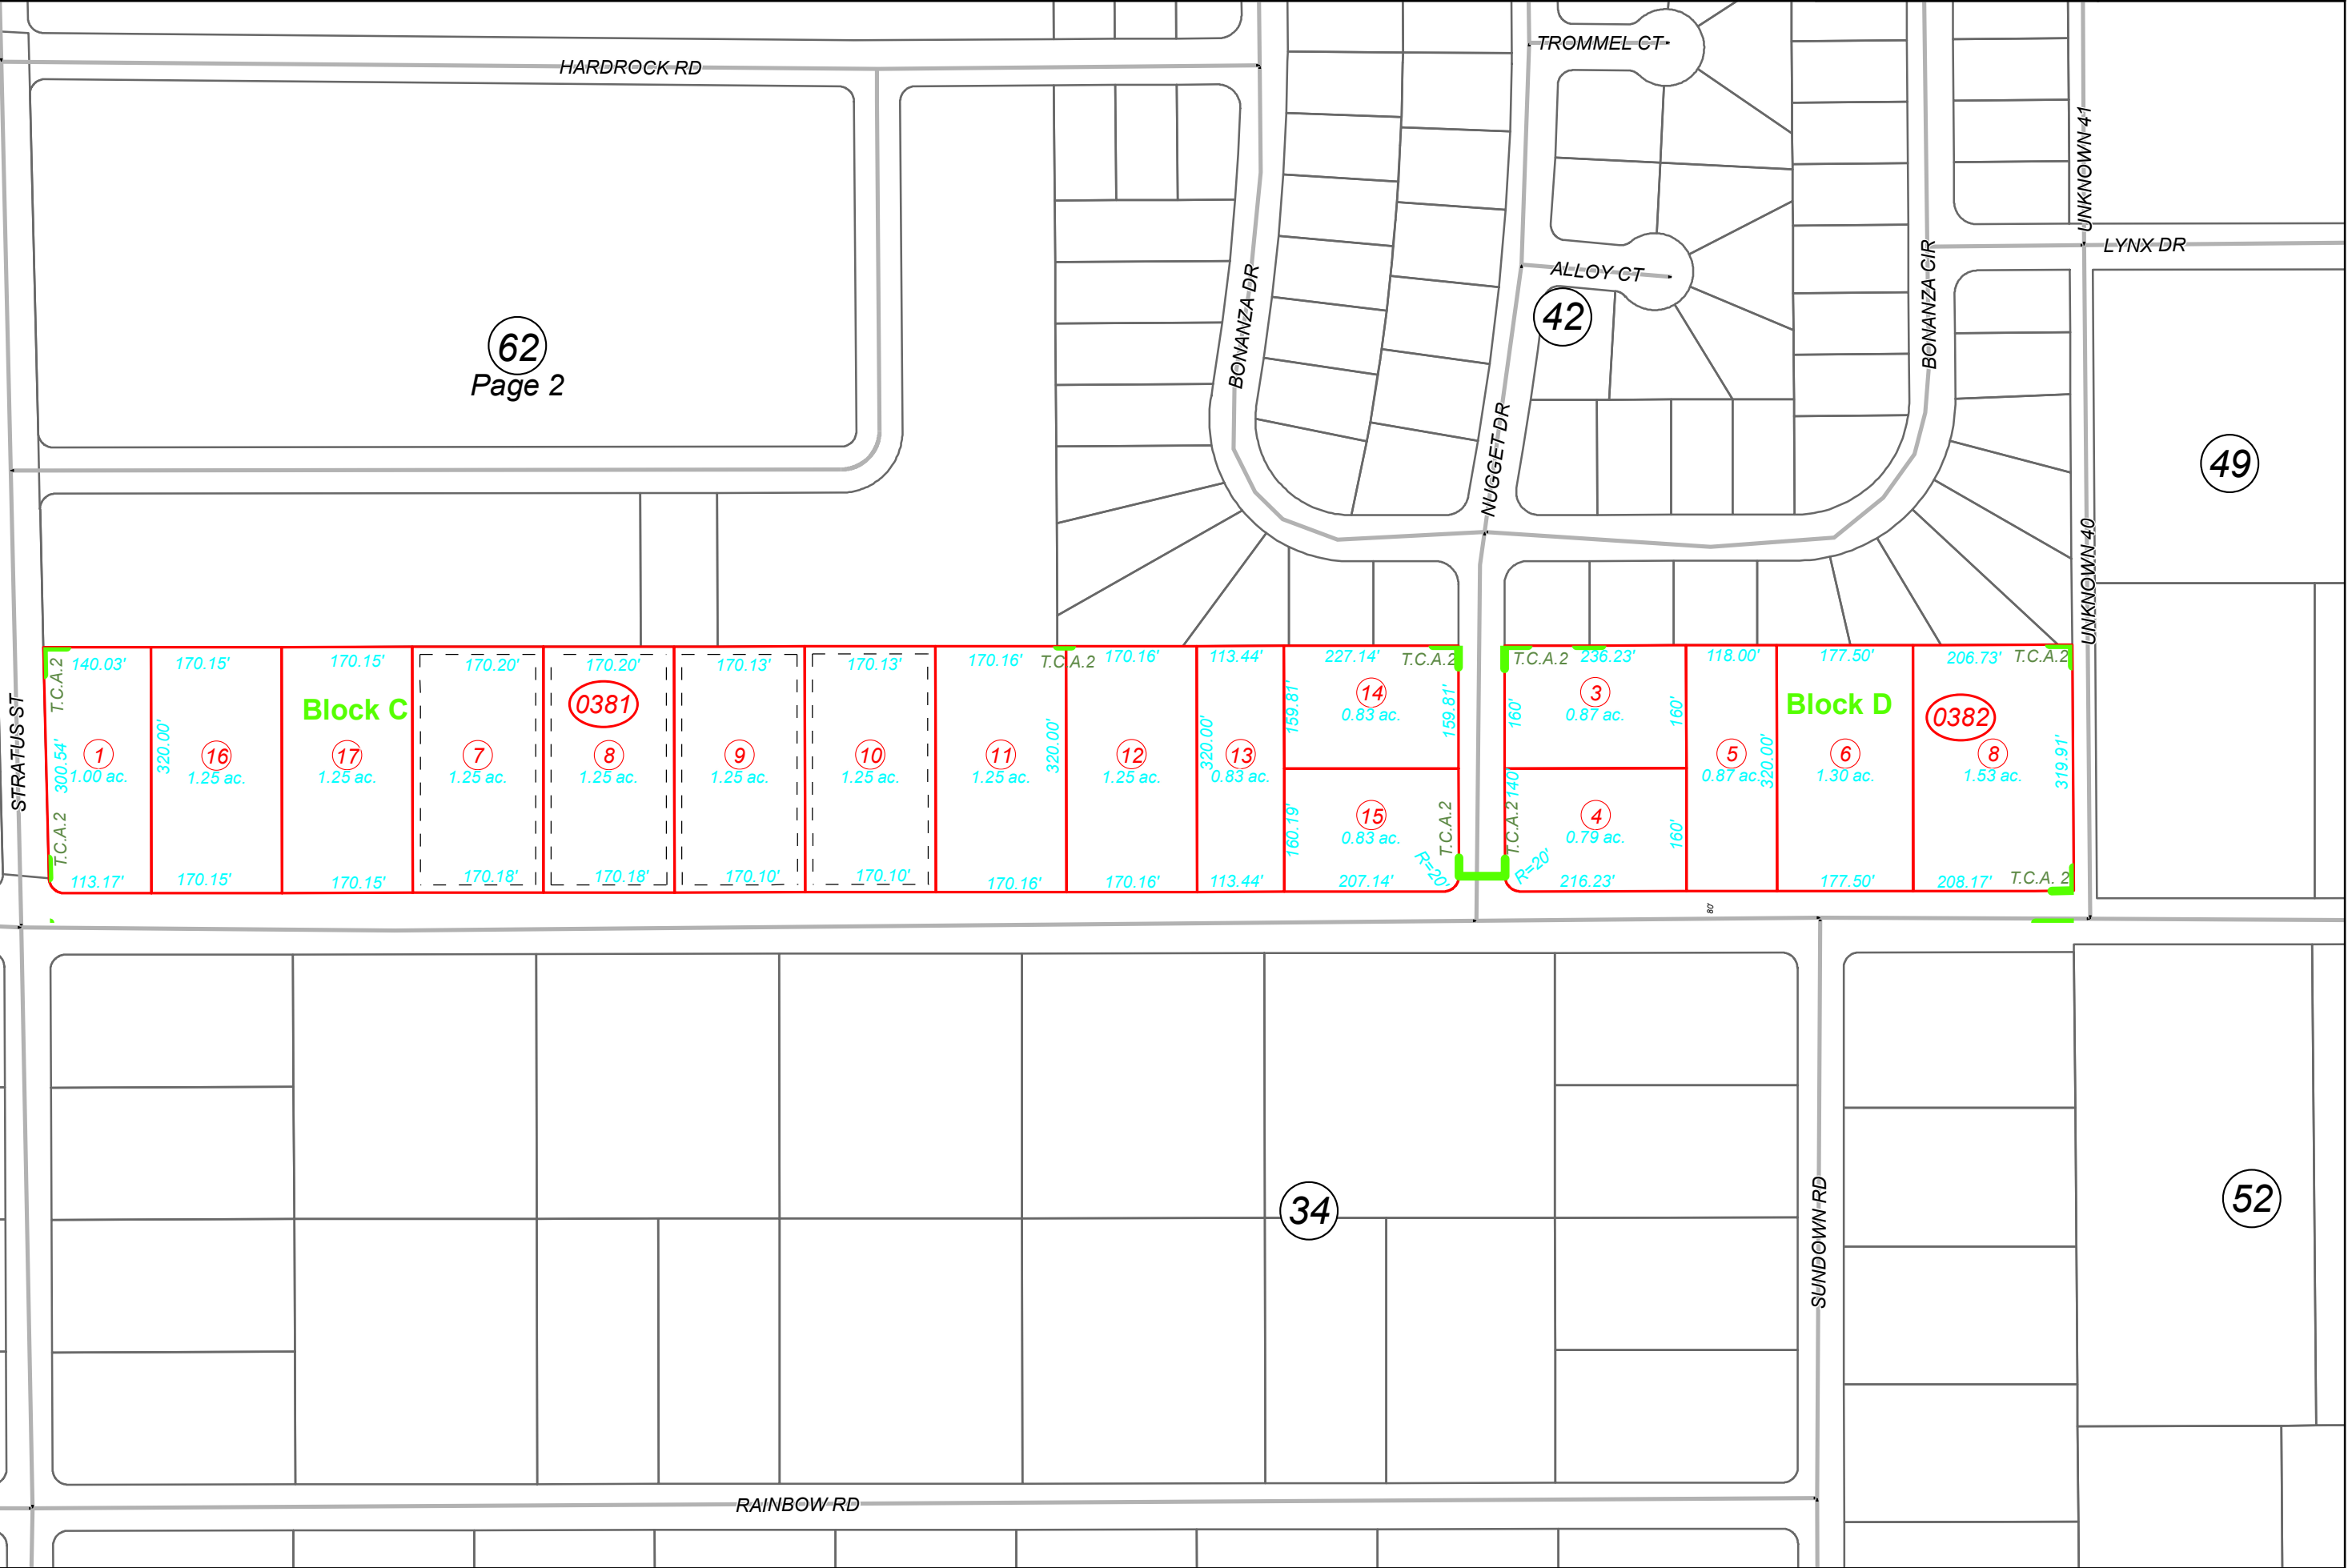 TROMMEL CT
HARDROCK RD
UNKNOWN 41
LYNX DR
ALLOY CT
BONANZA DR
BONANZA CIR
42
62
Page 2
NUGGET DR
49
UNKNOWN 40
STRATUS ST
140.03'
170.15'
170.15'
170.20'
170.20'
170.13'
170.13'
170.16'
T.C.A.2
170.16'
113.44'
227.14'
T.C.A.2
T.C.A.2
236.23'
118.00'
177.50'
206.73'
T.C.A.2
T.C.A.2
Block C
0381
Block D
0382
14
0.83 ac.
159.81'
159.81'
3
0.87 ac.
160'
160'
300.54'
1
1.00 ac.
320.00'
16
1.25 ac.
17
1.25 ac.
7
1.25 ac.
8
1.25 ac.
9
1.25 ac.
10
1.25 ac.
11
1.25 ac.
320.00'
12
1.25 ac.
320.00'
13
0.83 ac.
5
0.87 ac.
320.00'
6
1.30 ac.
8
1.53 ac.
319.91'
T.C.A.2
160.19'
15
0.83 ac.
T.C.A.2
140'
T.C.A.2
4
0.79 ac.
160'
R=20'
R=20'
113.17'
170.15'
170.15'
170.18'
170.18'
170.10'
170.10'
170.16'
170.16'
113.44'
207.14'
216.23'
177.50'
208.17'
T.C.A. 2
80'
34
52
SUNDOWN RD
RAINBOW RD